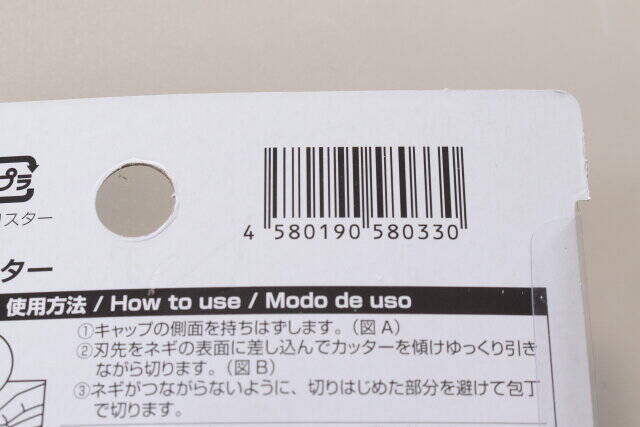 プラ
リスター
4 580190 580330
ター
使用方法 / How to use / Modo de uso
①キャップの側面を持ちはずします。(図A)
②刃先をネギの表面に差し込んでカッターを傾けゆっくり引き
ながら切ります。(図B)
③ネギがつながらないように、切りはじめた部分を避けて包丁
で切ります。